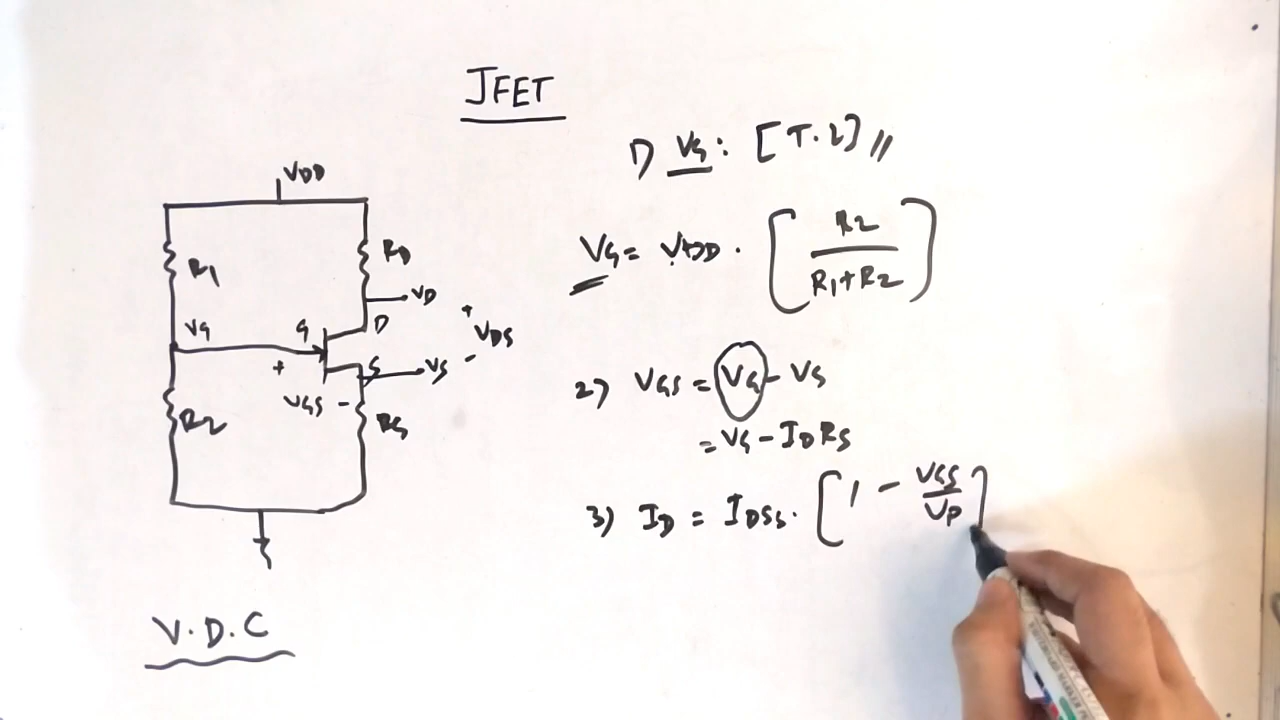 JFET
1) VG: [T.2] //
VDD
R1
RD
VD
VG
G
D
+
VDS
-
+
S
VS
VGS -
R2
RS
VG = VDD . [ R2 / R1+R2 ]
2) VGS = VG - VS
= VG - IDRS
3) ID = IDSS . [ 1 - VGS / VP ]
V.D.C